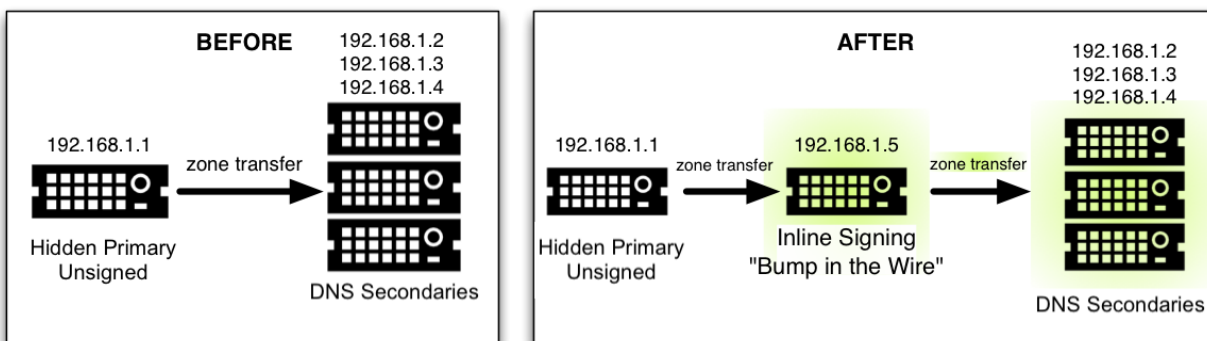 BEFORE
192.168.1.2
192.168.1.3
192.168.1.4
192.168.1.1
zone transfer
Hidden Primary
Unsigned
DNS Secondaries
AFTER
192.168.1.2
192.168.1.3
192.168.1.4
192.168.1.1
zone transfer
192.168.1.5
zone transfer
Hidden Primary
Unsigned
Inline Signing
"Bump in the Wire"
DNS Secondaries